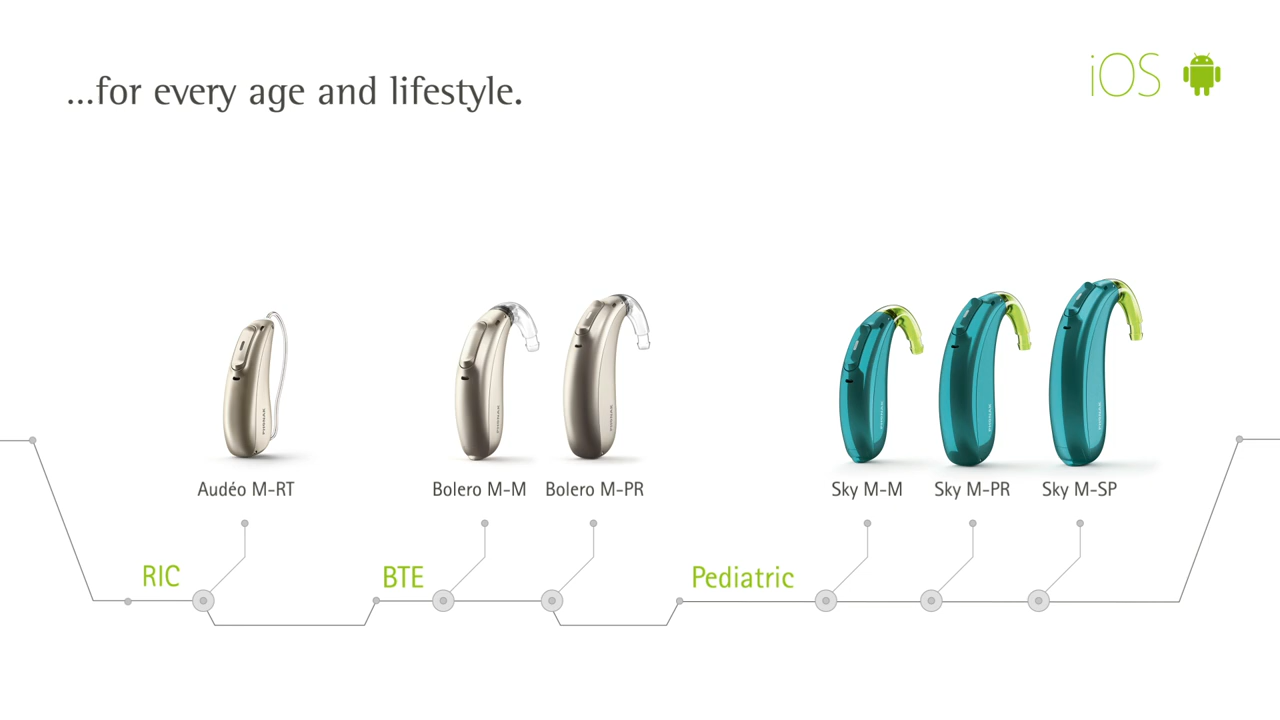 ...for every age and lifestyle.
iOS
Audéo M-RT
Bolero M-M
Bolero M-PR
Sky M-M
Sky M-PR
Sky M-SP
RIC
BTE
Pediatric